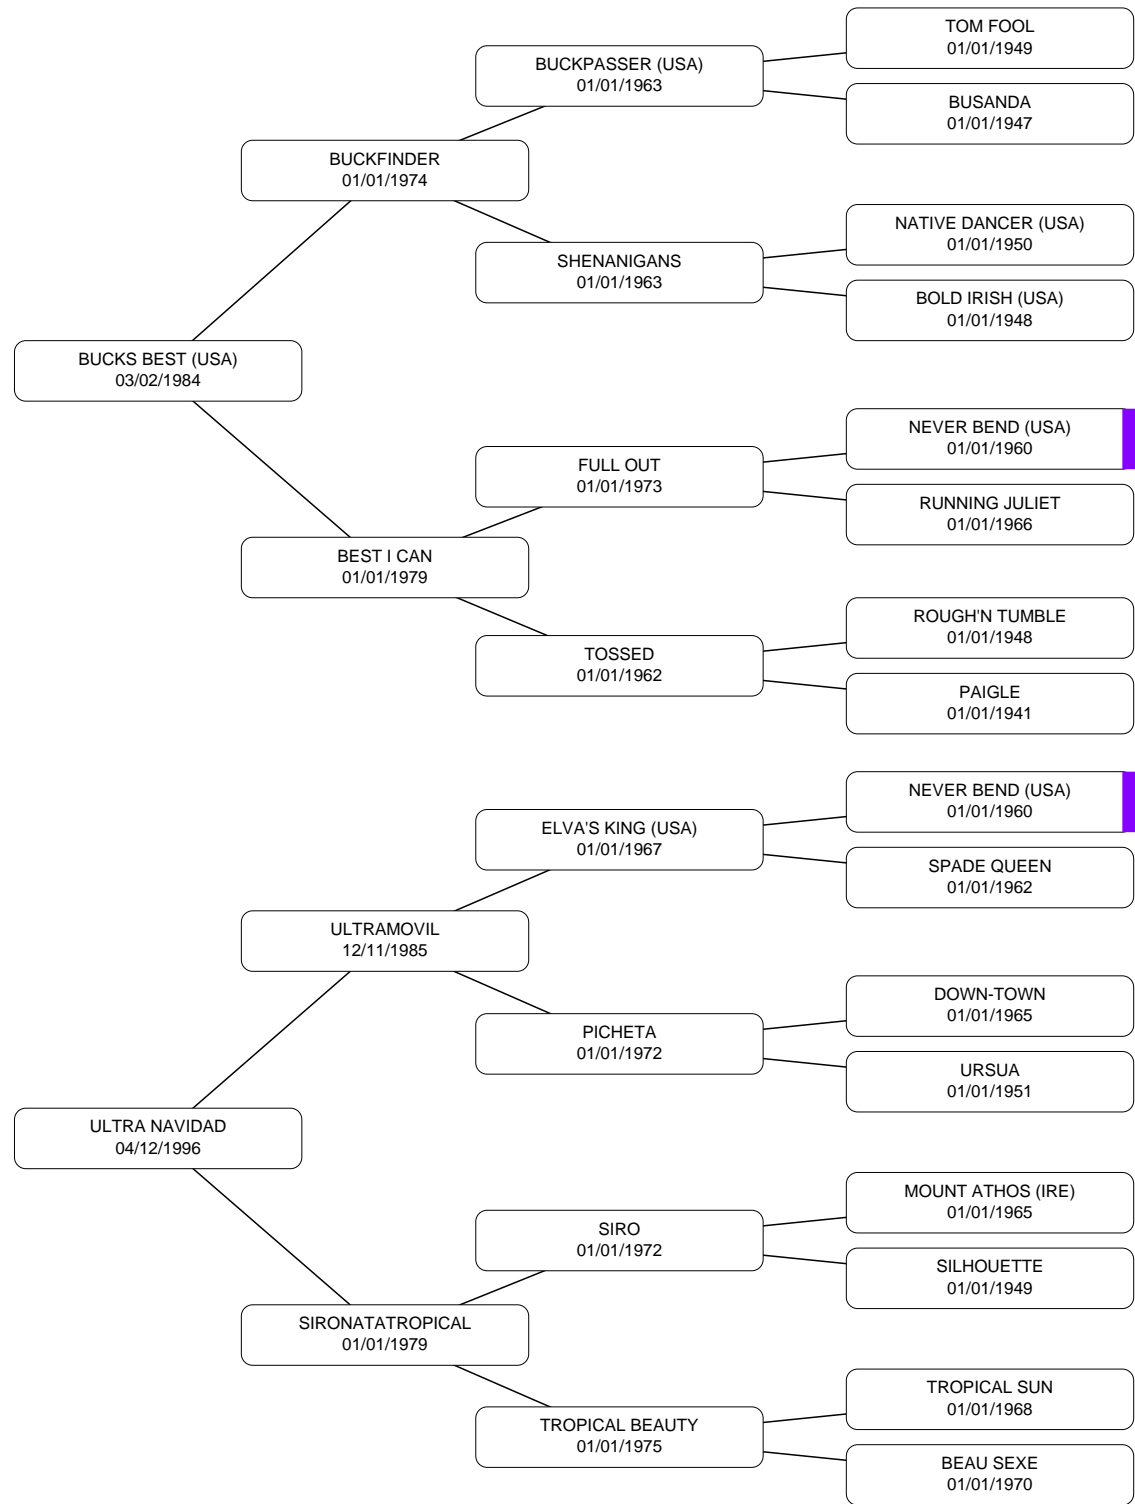 TOM FOOL
01/01/1949
BUCKPASSER (USA)
01/01/1963
BUSANDA
01/01/1947
BUCKFINDER
01/01/1974
NATIVE DANCER (USA)
01/01/1950
SHENANIGANS
01/01/1963
BOLD IRISH (USA)
01/01/1948
BUCKS BEST (USA)
03/02/1984
NEVER BEND (USA)
01/01/1960
FULL OUT
01/01/1973
RUNNING JULIET
01/01/1966
BEST I CAN
01/01/1979
ROUGH'N TUMBLE
01/01/1948
TOSSED
01/01/1962
PAIGLE
01/01/1941
NEVER BEND (USA)
01/01/1960
ELVA'S KING (USA)
01/01/1967
SPADE QUEEN
01/01/1962
ULTRAMOVIL
12/11/1985
DOWN-TOWN
01/01/1965
PICHETA
01/01/1972
URSUA
01/01/1951
ULTRA NAVIDAD
04/12/1996
MOUNT ATHOS (IRE)
01/01/1965
SIRO
01/01/1972
SILHOUETTE
01/01/1949
SIRONATATROPICAL
01/01/1979
TROPICAL SUN
01/01/1968
TROPICAL BEAUTY
01/01/1975
BEAU SEXE
01/01/1970